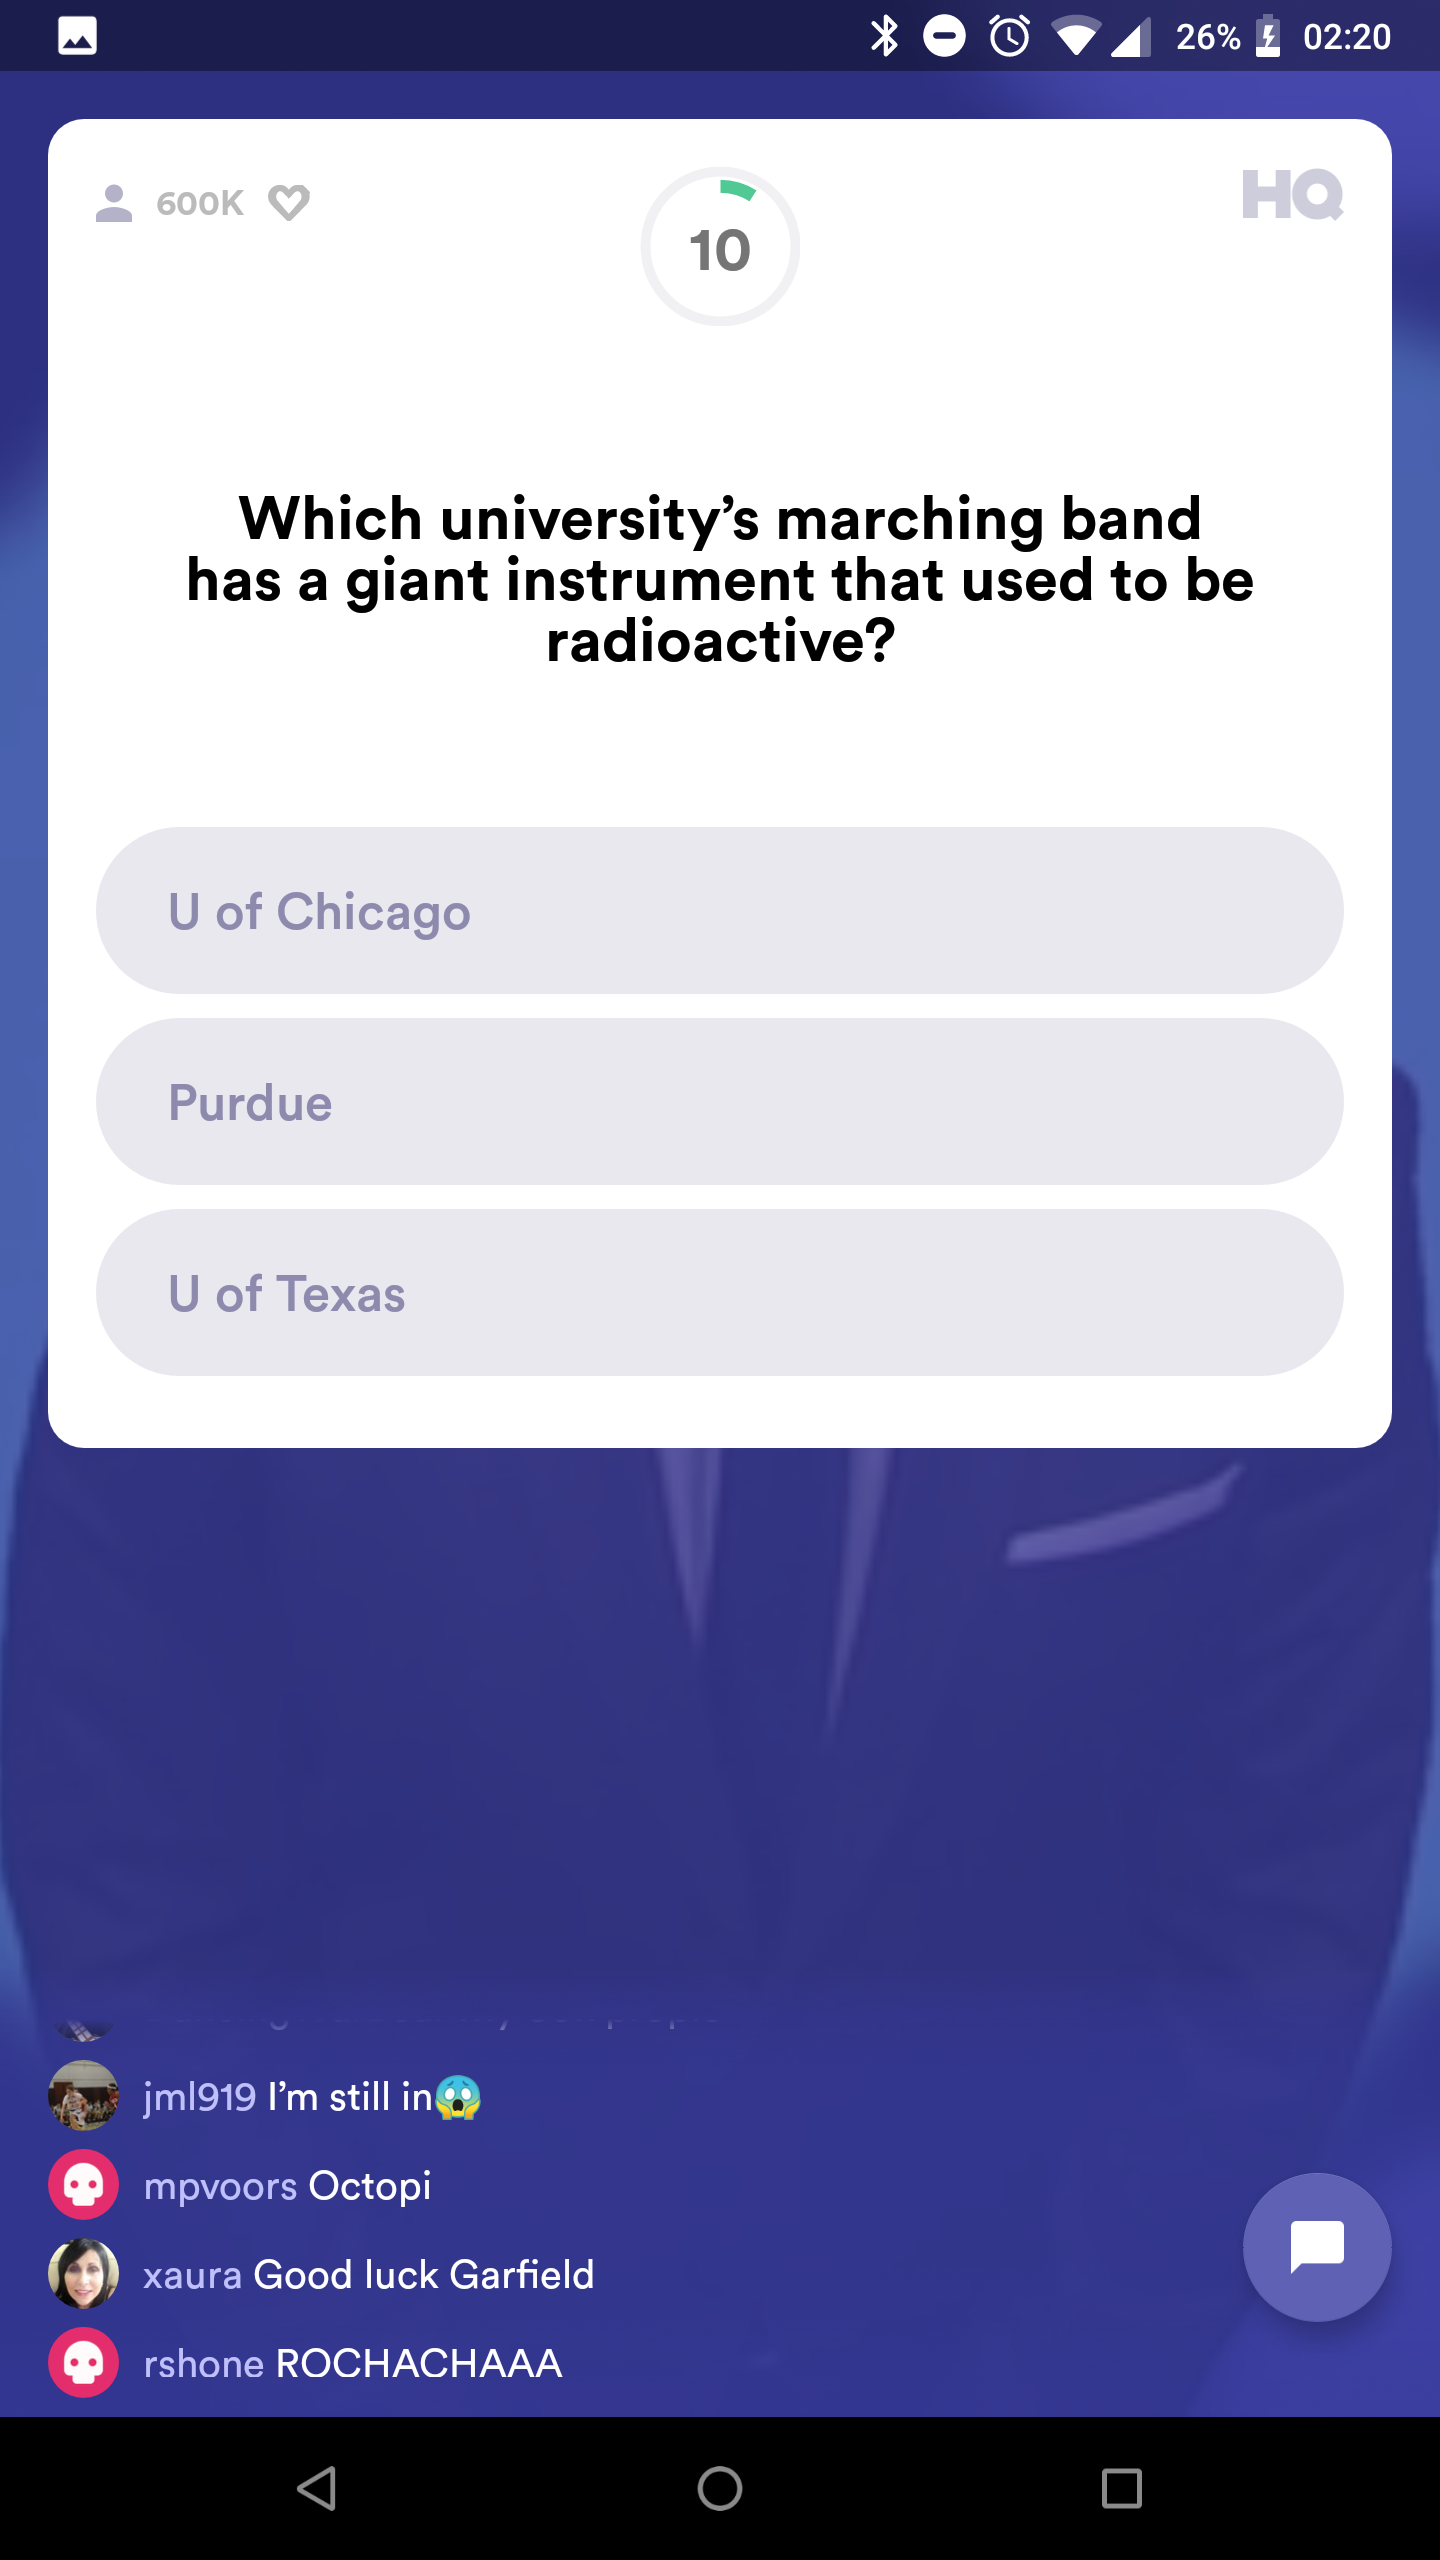 26% 02:20
600K
10
HQ
Which university’s marching band
has a giant instrument that used to be
radioactive?
U of Chicago
Purdue
U of Texas
jml919 I’m still in😱
mpvoors Octopi
xaura Good luck Garfield
rshone ROCHACHAAA